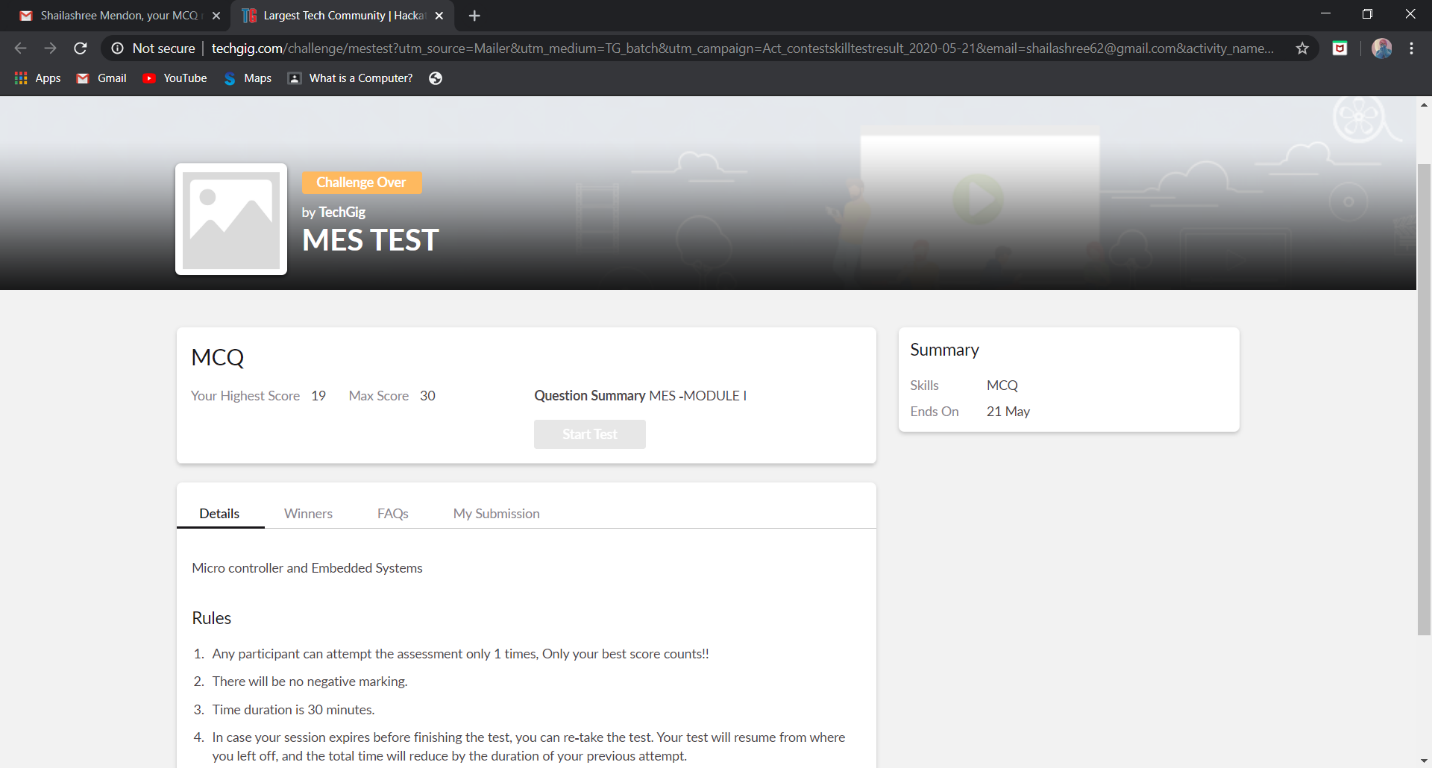 Shailashree Mendon, your MCQ
Largest Tech Community | Hacka
Not secure | techgig.com/challenge/mestest?utm_source=Mailer&utm_medium=TG_batch&utm_campaign=Act_contestskilltestresult_2020-05-21&email=shailashree62@gmail.com&activity_name...
Apps Gmail YouTube Maps What is a Computer?
Challenge Over
by TechGig
MES TEST
MCQ
Your Highest Score 19 Max Score 30
Question Summary MES -MODULE I
Start Test
Summary
Skills MCQ
Ends On 21 May
Details Winners FAQs My Submission
Micro controller and Embedded Systems
Rules
1. Any participant can attempt the assessment only 1 times, Only your best score counts!!
2. There will be no negative marking.
3. Time duration is 30 minutes.
4. In case your session expires before finishing the test, you can re-take the test. Your test will resume from where
you left off, and the total time will reduce by the duration of your previous attempt.